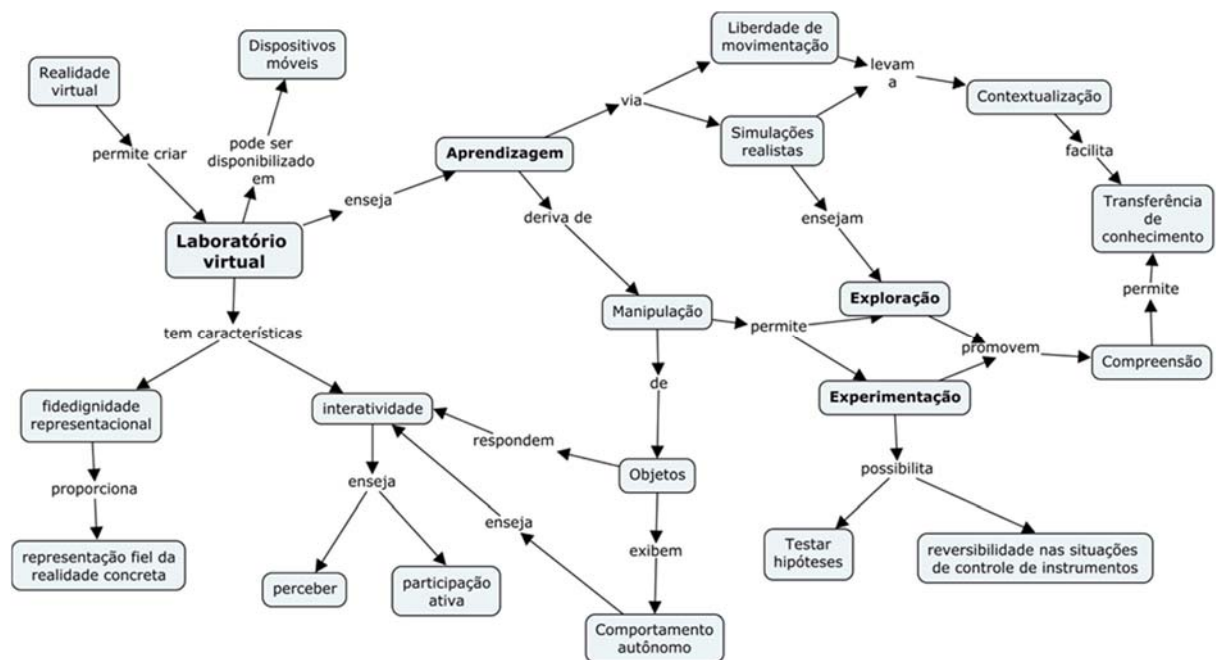 Dispositivos
móveis
Liberdade de
movimentação
Realidade
virtual
levam
a
via
Contextualização
permite criar
pode ser
disponibilizado
em
Aprendizagem
Simulações
realistas
facilita
enseja
Transferência
de
conhecimento
deriva de
ensejam
Laboratório
virtual
Exploração
permite
Manipulação
permite
tem características
promovem
Compreensão
de
fidedignidade
representacional
interatividade
Experimentação
respondem
Objetos
possibilita
proporciona
enseja
enseja
exibem
Testar
hipóteses
reversibilidade nas situações
de controle de instrumentos
representação fiel da
realidade concreta
perceber
participação
ativa
Comportamento
autônomo